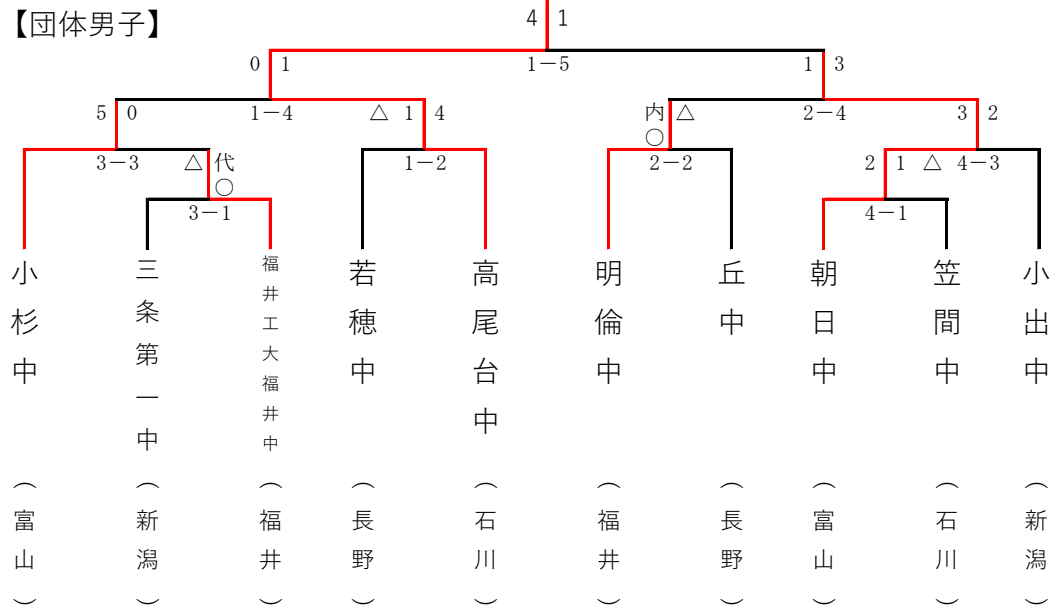 【団体男子】
4 1
1－5
0 1
1 3
5 0
1－4
△ 1 4
内 △
○
2－4
3 2
3－3
△ 代
○
1－2
2－2
2 1 △
4－3
3－1
4－1
小杉中
三条第一中
福井工大福井中
若穂中
高尾台中
明倫中
丘中
朝日中
笠間中
小出中
（富山）
（新潟）
（福井）
（長野）
（石川）
（福井）
（長野）
（富山）
（石川）
（新潟）